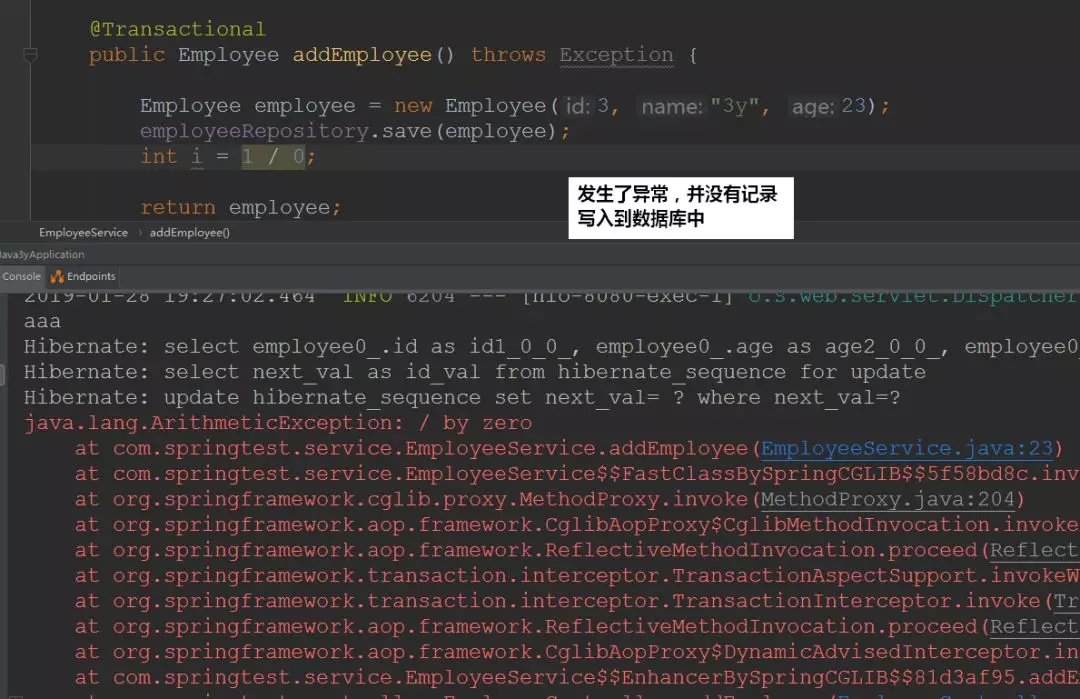 @Transactional
public Employee addEmployee() throws Exception {
Employee employee = new Employee( id: 3, name: "3y", age: 23);
employeeRepository.save(employee);
int i = 1 / 0;
return employee;
发生了异常，并没有记录
写入到数据库中
EmployeeService › addEmployee()
Java3yApplication
Console Endpoints
2019-01-28 19:27:02.464 INFO 6204 --- [nio-8080-exec-1] o.s.web.servlet.Dispatcher
aaa
Hibernate: select employee0_.id as id1_0_0_, employee0_.age as age2_0_0_, employee0
Hibernate: select next_val as id_val from hibernate_sequence for update
Hibernate: update hibernate_sequence set next_val= ? where next_val=?
java.lang.ArithmeticException: / by zero
at com.springtest.service.EmployeeService.addEmployee(EmployeeService.java:23)
at com.springtest.service.EmployeeService$$FastClassBySpringCGLIB$$5f58bd8c.inv
at org.springframework.cglib.proxy.MethodProxy.invoke(MethodProxy.java:204)
at org.springframework.aop.framework.CglibAopProxy$CglibMethodInvocation.invoke
at org.springframework.aop.framework.ReflectiveMethodInvocation.proceed(Reflect
at org.springframework.transaction.interceptor.TransactionAspectSupport.invokeW
at org.springframework.transaction.interceptor.TransactionInterceptor.invoke(Tr
at org.springframework.aop.framework.ReflectiveMethodInvocation.proceed(Reflect
at org.springframework.aop.framework.CglibAopProxy$DynamicAdvisedInterceptor.in
at com.springtest.service.EmployeeService$$EnhancerBySpringCGLIB$$81d3af95.addE